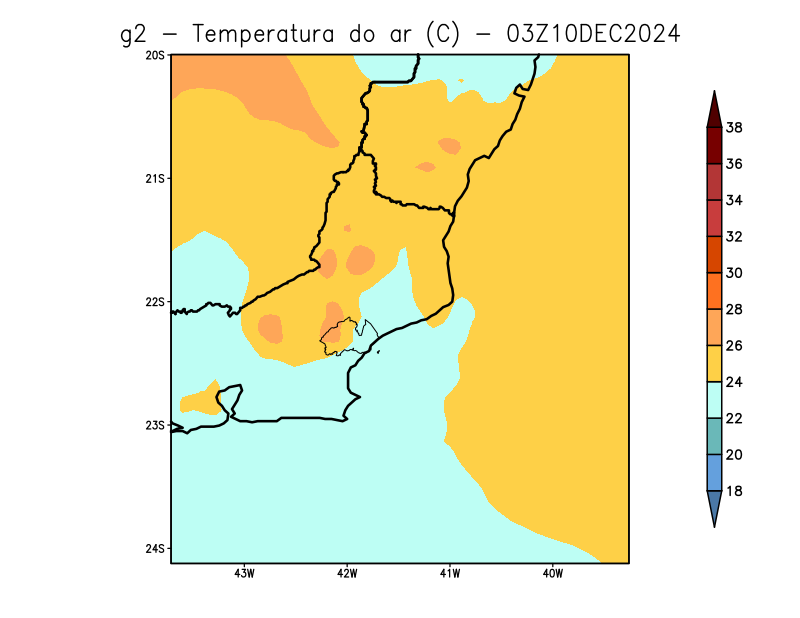 g2 – Temperatura do ar (C) – 03Z10DEC2024
20S
21S
22S
23S
24S
43W
42W
41W
40W
38
36
34
32
30
28
26
24
22
20
18